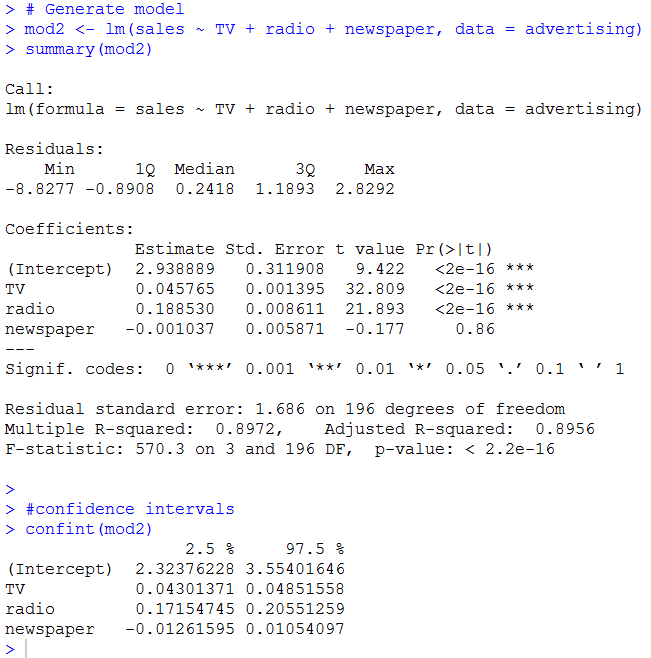 > # Generate model
> mod2 <- lm(sales ~ TV + radio + newspaper, data = advertising)
> summary(mod2)

Call:
lm(formula = sales ~ TV + radio + newspaper, data = advertising)

Residuals:
    Min      1Q  Median      3Q     Max
-8.8277 -0.8908  0.2418  1.1893  2.8292

Coefficients:
             Estimate Std. Error t value Pr(>|t|)
(Intercept)  2.938889   0.311908   9.422   <2e-16 ***
TV           0.045765   0.001395  32.809   <2e-16 ***
radio        0.188530   0.008611  21.893   <2e-16 ***
newspaper   -0.001037   0.005871  -0.177     0.86
---
Signif. codes:  0 ‘***’ 0.001 ‘**’ 0.01 ‘*’ 0.05 ‘.’ 0.1 ‘ ’ 1

Residual standard error: 1.686 on 196 degrees of freedom
Multiple R-squared:  0.8972,    Adjusted R-squared:  0.8956
F-statistic: 570.3 on 3 and 196 DF,  p-value: < 2.2e-16

>
> #confidence intervals
> confint(mod2)
                  2.5 %     97.5 %
(Intercept)  2.32376228 3.55401646
TV           0.04301371 0.04851558
radio        0.17154745 0.20551259
newspaper   -0.01261595 0.01054097
>